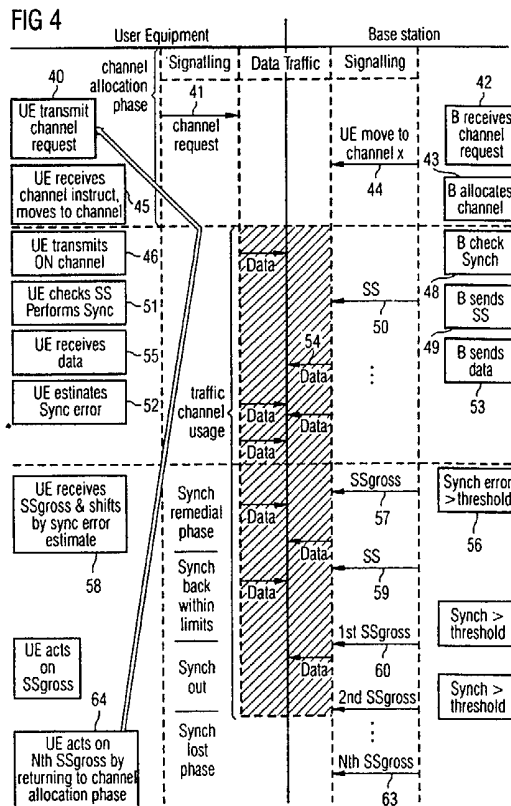 FIG 4
User Equipment
Base station
channel
allocation
phase
Signalling
Data Traffic
Signalling
40
UE transmit
channel
request
41
channel
request
42
B receives
channel
request
UE move to
channel x
44
43
B allocates
channel
UE receives
channel instruct,
moves to channel
45
UE transmits
ON channel
46
Data
B check
Synch
48
UE checks SS
Performs Sync
51
SS
50
B sends
SS
49
UE receives
data
55
54
Data
B sends
data
53
UE estimates
Sync error
52
traffic
channel
usage
Data
Data
Data
UE receives
SSgross & shifts
by sync error
estimate
58
Synch
remedial
phase
Data
SSgross
57
Synch error
>threshold
56
Data
Synch
back
within
limits
Data
SS
59
Synch >
threshold
1st SSgross
60
UE acts
on
SSgross
Synch
out
Data
Synch >
threshold
2nd SSgross
64
UE acts on
Nth SSgross by
returning to channel
allocation phase
Synch
lost
phase
Nth SSgross
63